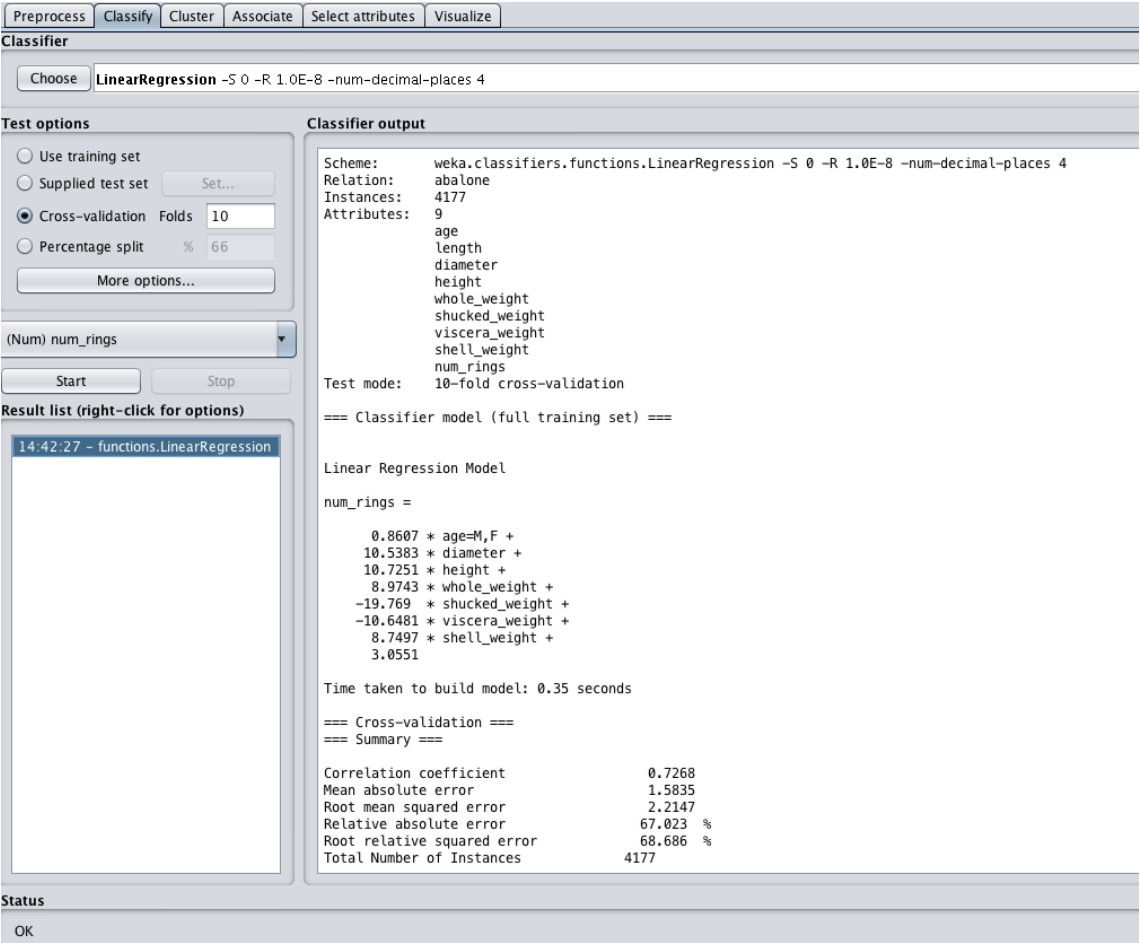 Preprocess Classify Cluster Associate Select attributes Visualize
Classifier
Choose LinearRegression -S 0 -R 1.0E-8 -num-decimal-places 4
Test options
Use training set
Supplied test set Set...
Cross-validation Folds 10
Percentage split % 66
More options...
(Num) num_rings
Start Stop
Result list (right-click for options)
14:42:27 - functions.LinearRegression
Classifier output
Scheme: weka.classifiers.functions.LinearRegression -S 0 -R 1.0E-8 -num-decimal-places 4
Relation: abalone
Instances: 4177
Attributes: 9
age
length
diameter
height
whole_weight
shucked_weight
viscera_weight
shell_weight
num_rings
Test mode: 10-fold cross-validation
=== Classifier model (full training set) ===
Linear Regression Model
num_rings =
0.8607 * age=M,F +
10.5383 * diameter +
10.7251 * height +
8.9743 * whole_weight +
-19.769 * shucked_weight +
-10.6481 * viscera_weight +
8.7497 * shell_weight +
3.0551
Time taken to build model: 0.35 seconds
=== Cross-validation ===
=== Summary ===
Correlation coefficient 0.7268
Mean absolute error 1.5835
Root mean squared error 2.2147
Relative absolute error 67.023 %
Root relative squared error 68.686 %
Total Number of Instances 4177
Status
OK